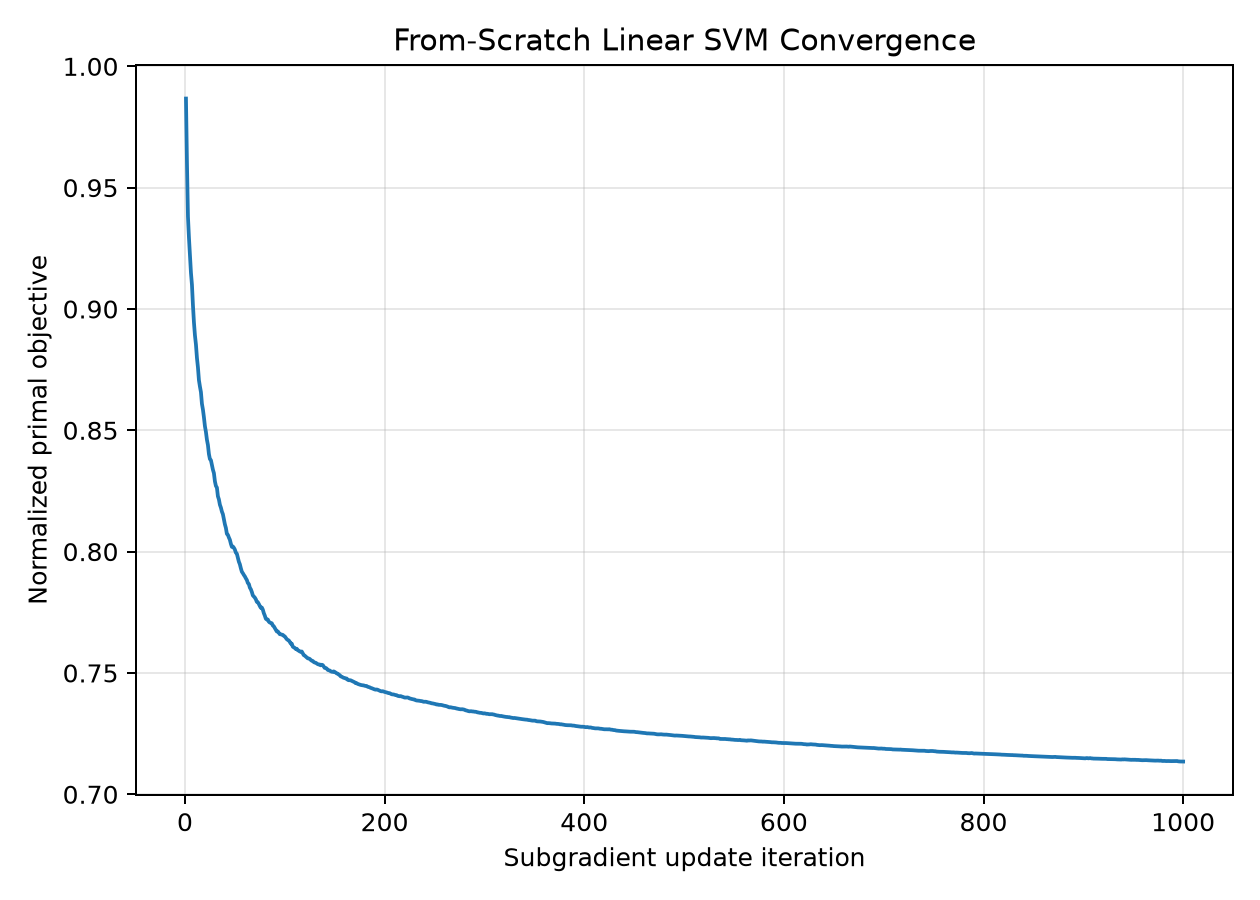 From-Scratch Linear SVM Convergence
Normalized primal objective
1.00
0.95
0.90
0.85
0.80
0.75
0.70
0 200 400 600 800 1000
Subgradient update iteration